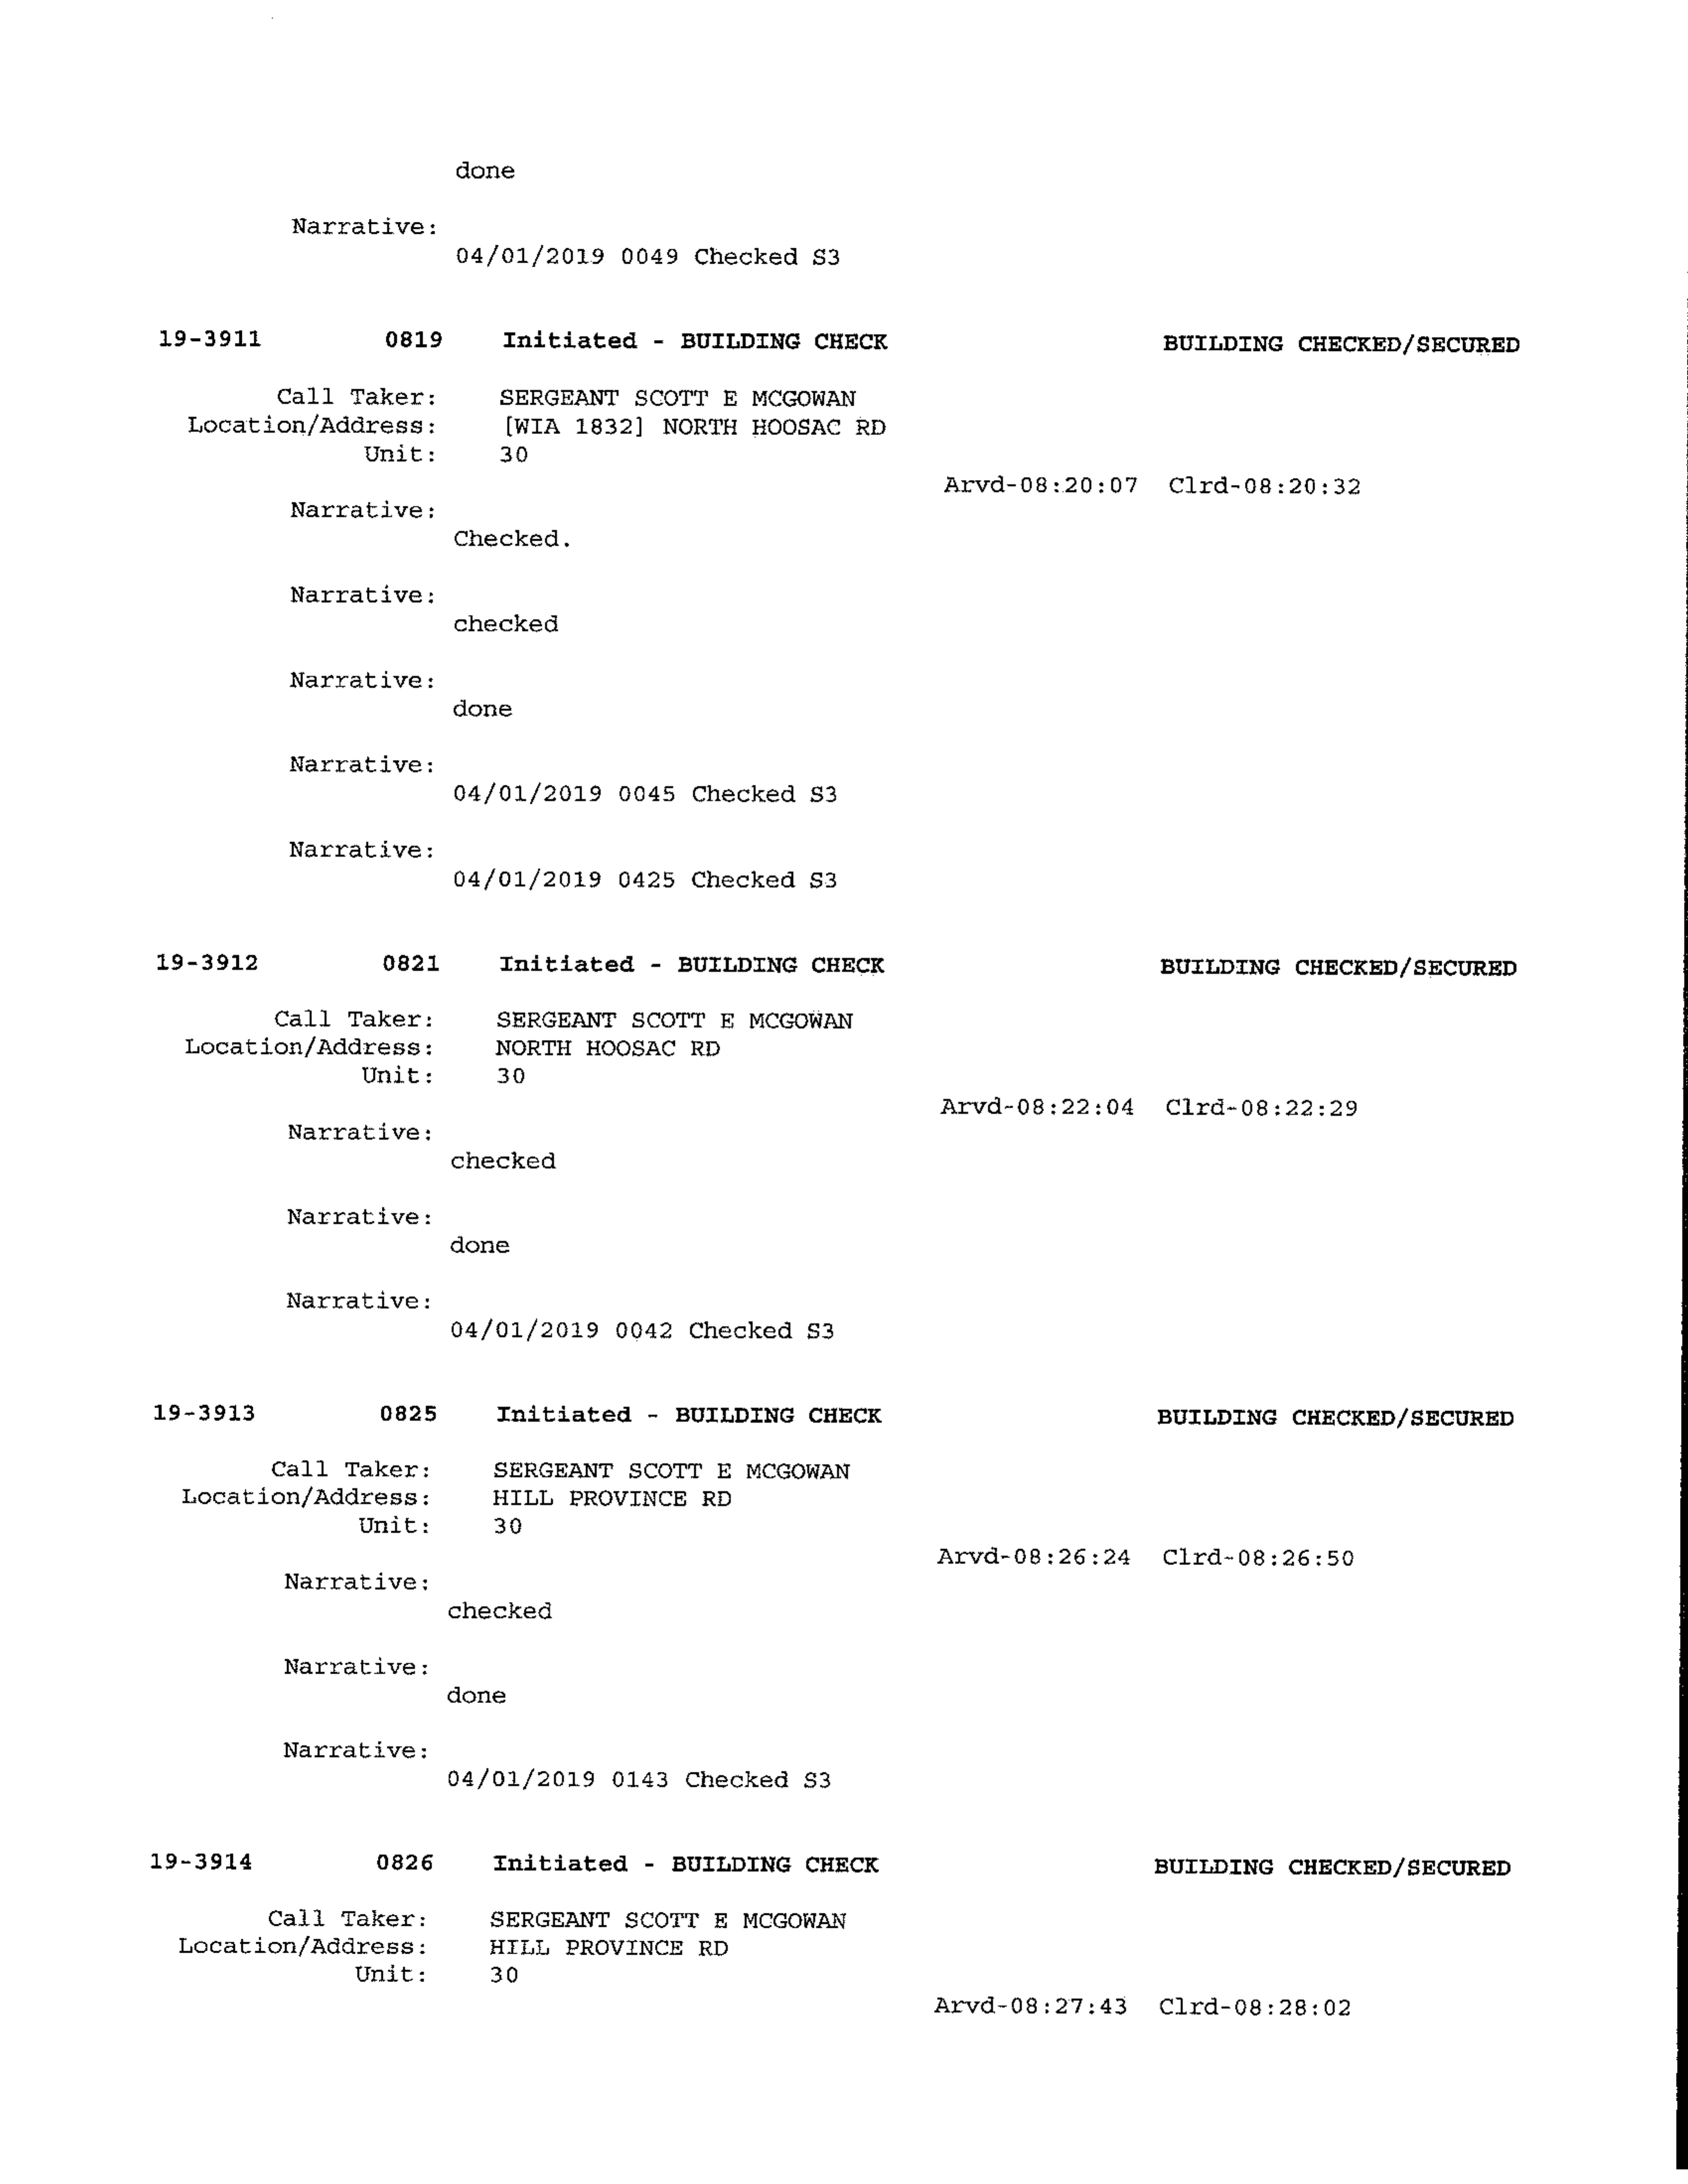 done
Narrative:
04/01/2019 0049 Checked S3
19-3911 0819 Initiated - BUILDING CHECK BUILDING CHECKED/SECURED
Call Taker: SERGEANT SCOTT E MCGOWAN
Location/Address: [WIA 1832] NORTH HOOSAC RD
Unit: 30
Arvd-08:20:07 Clrd-08:20:32
Narrative:
Checked.
Narrative:
checked
Narrative:
done
Narrative:
04/01/2019 0045 Checked S3
Narrative:
04/01/2019 0425 Checked S3
19-3912 0821 Initiated - BUILDING CHECK BUILDING CHECKED/SECURED
Call Taker: SERGEANT SCOTT E MCGOWAN
Location/Address: NORTH HOOSAC RD
Unit: 30
Arvd-08:22:04 Clrd-08:22:29
Narrative:
checked
Narrative:
done
Narrative:
04/01/2019 0042 Checked S3
19-3913 0825 Initiated - BUILDING CHECK BUILDING CHECKED/SECURED
Call Taker: SERGEANT SCOTT E MCGOWAN
Location/Address: HILL PROVINCE RD
Unit: 30
Arvd-08:26:24 Clrd-08:26:50
Narrative:
checked
Narrative:
done
Narrative:
04/01/2019 0143 Checked S3
19-3914 0826 Initiated - BUILDING CHECK BUILDING CHECKED/SECURED
Call Taker: SERGEANT SCOTT E MCGOWAN
Location/Address: HILL PROVINCE RD
Unit: 30
Arvd-08:27:43 Clrd-08:28:02